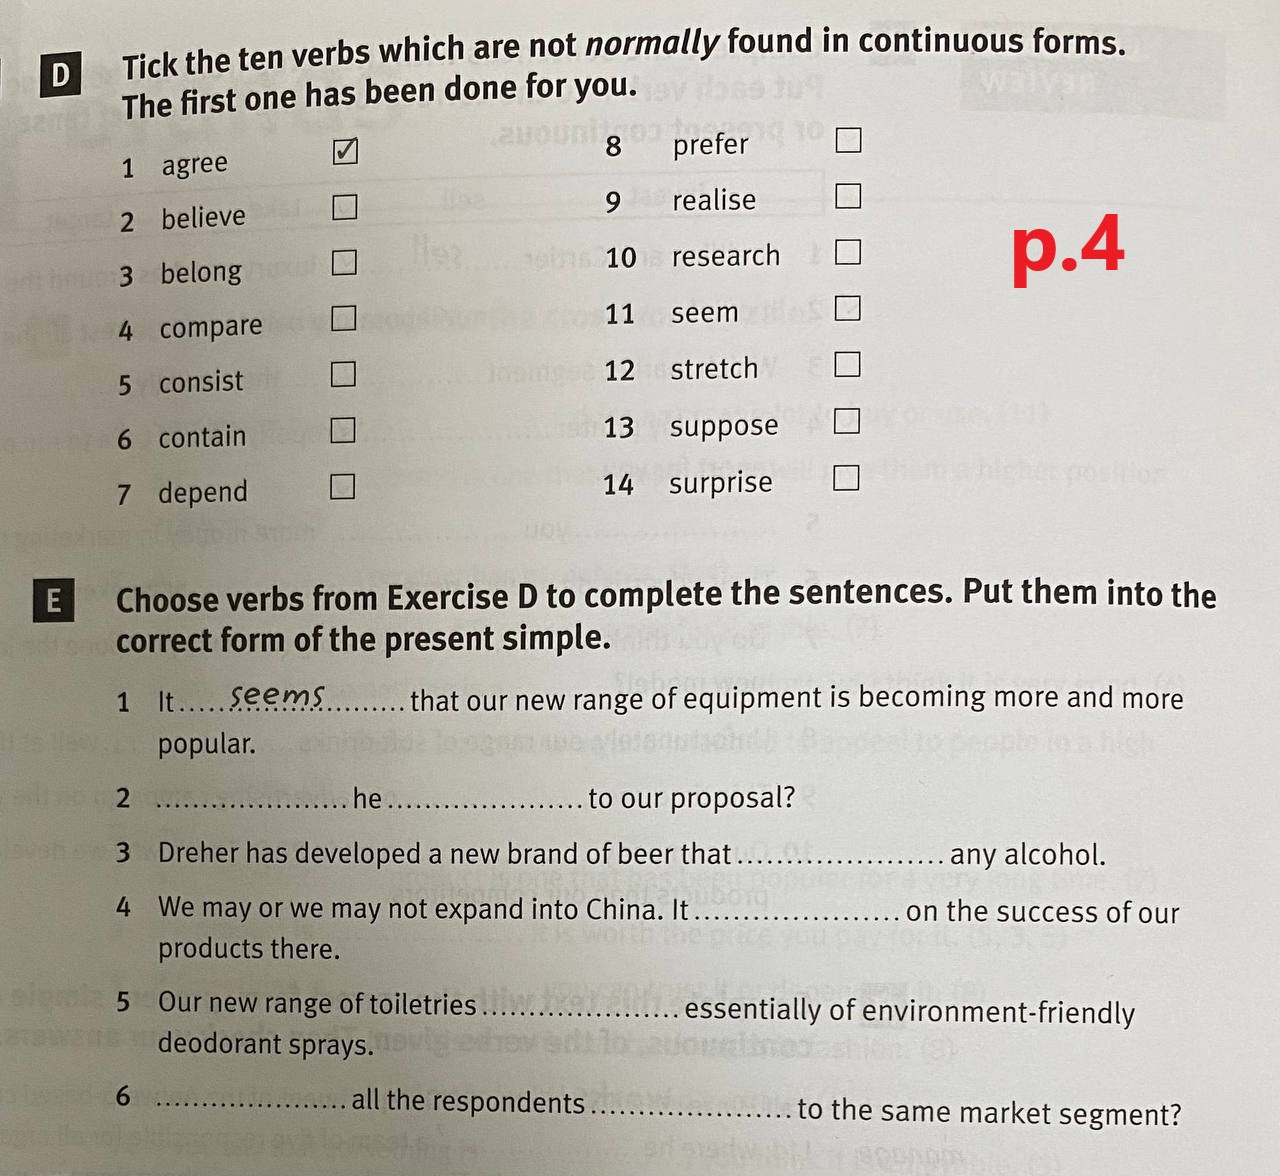 D Tick the ten verbs which are not normally found in continuous forms.
The first one has been done for you.
1 agree ✓
2 believe
3 belong
4 compare
5 consist
6 contain
7 depend
8 prefer
9 realise
10 research
11 seem
12 stretch
13 suppose
14 surprise
p.4
E Choose verbs from Exercise D to complete the sentences. Put them into the
correct form of the present simple.
1 It.....seems.........that our new range of equipment is becoming more and more
popular.
2 .....................he.....................to our proposal?
3 Dreher has developed a new brand of beer that......................any alcohol.
4 We may or we may not expand into China. It......................on the success of our
products there.
5 Our new range of toiletries.....................essentially of environment-friendly
deodorant sprays.
6 .....................all the respondents......................to the same market segment?